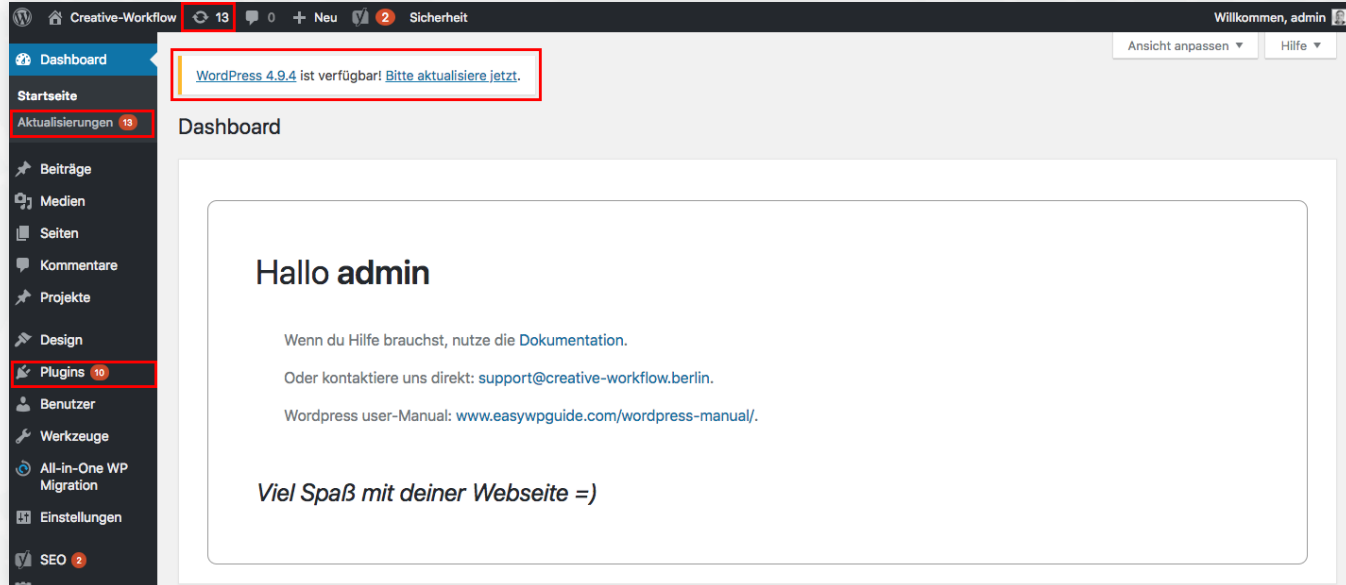 Creative-Workflow 13 0 Neu 2 Sicherheit Willkommen, admin
Ansicht anpassen Hilfe
Dashboard
Startseite
Aktualisierungen 13
Beiträge
Medien
Seiten
Kommentare
Projekte
Design
Plugins 10
Benutzer
Werkzeuge
All-in-One WP
Migration
Einstellungen
SEO 2
WordPress 4.9.4 ist verfügbar! Bitte aktualisiere jetzt.
Dashboard
Hallo admin
Wenn du Hilfe brauchst, nutze die Dokumentation.
Oder kontaktiere uns direkt: support@creative-workflow.berlin.
Wordpress user-Manual: www.easywpguide.com/wordpress-manual/.
Viel Spaß mit deiner Webseite =)